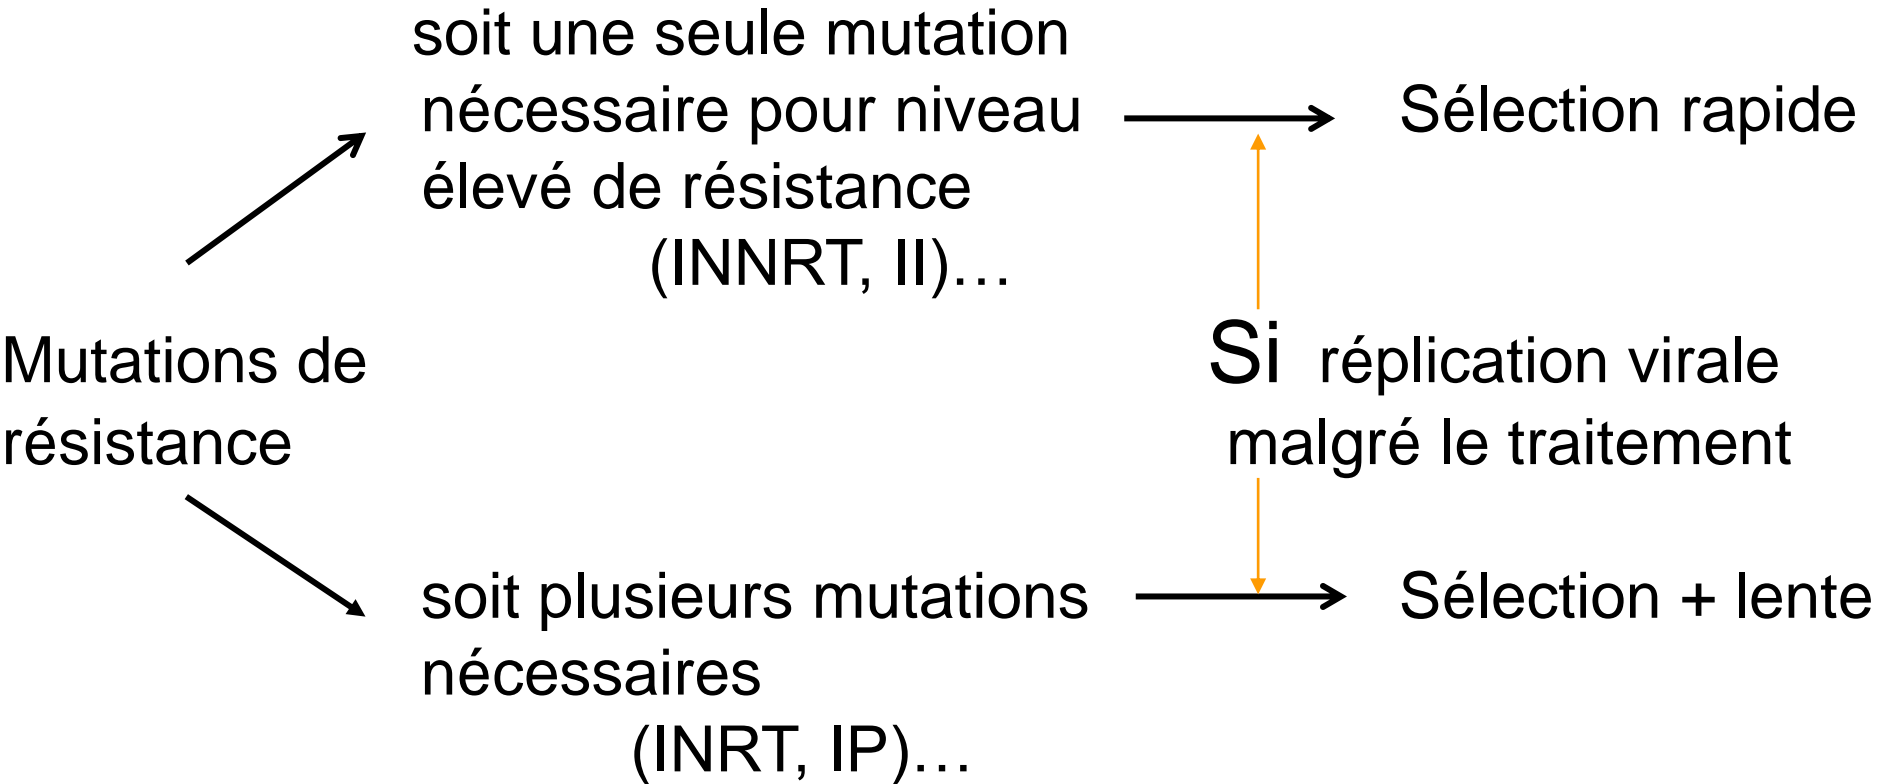 soit une seule mutation
nécessaire pour niveau
élevé de résistance
(INNRT, II)…
Sélection rapide
Mutations de
résistance
Si réplication virale
malgré le traitement
soit plusieurs mutations
nécessaires
(INRT, IP)…
Sélection + lente